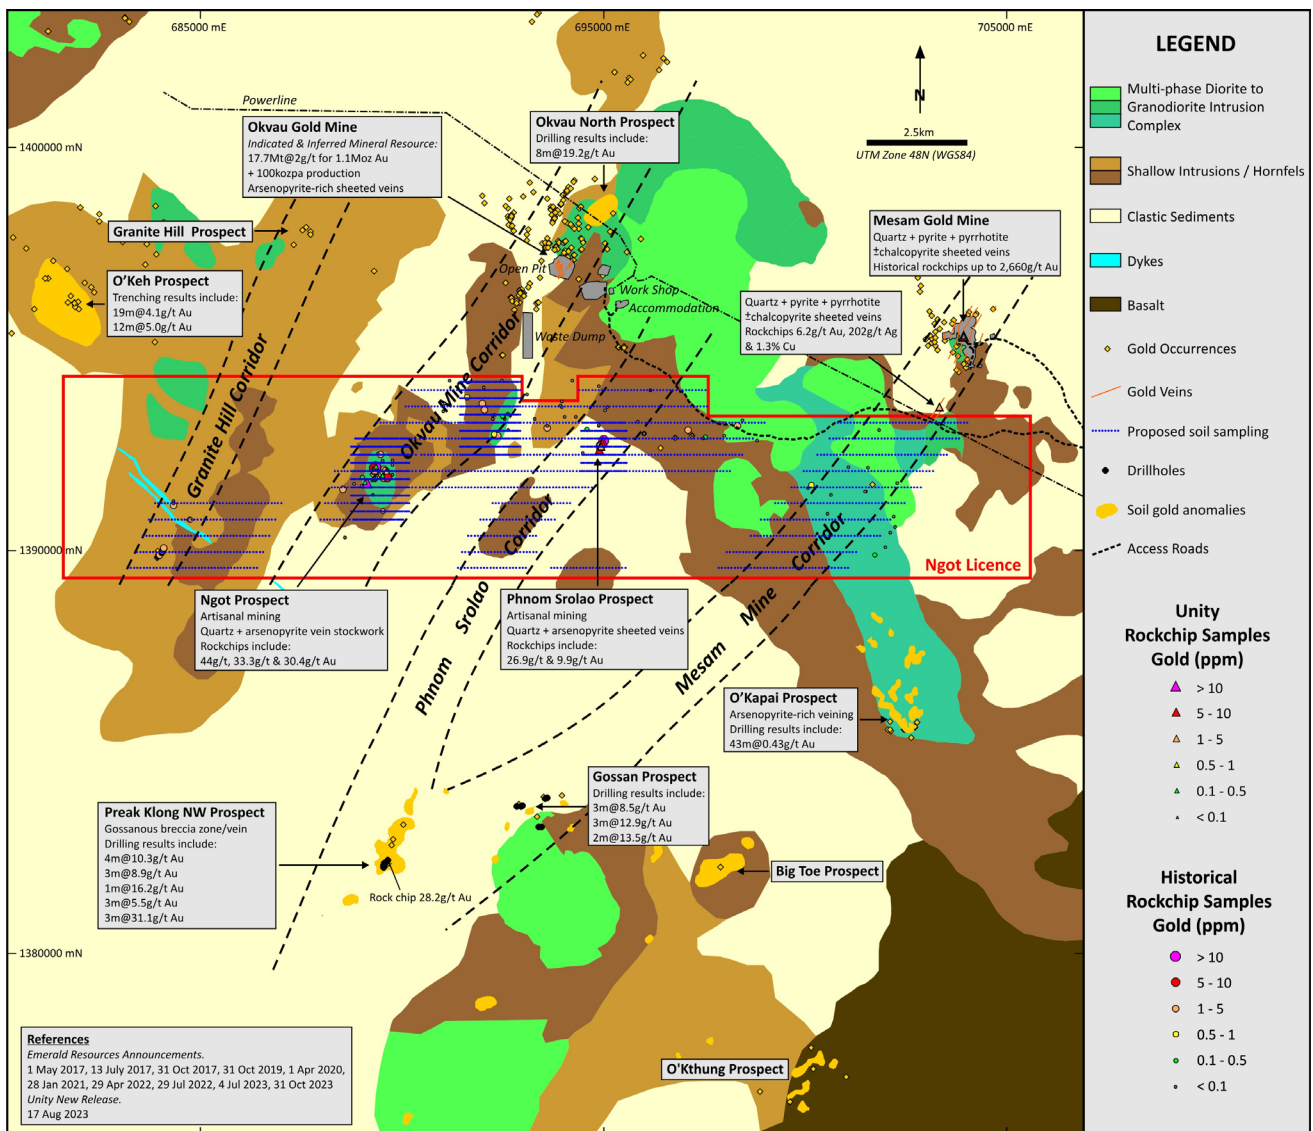 685000 mE
695000 mE
705000 mE
1400000 mN
1390000 mN
1380000 mN
Powerline
N
2.5km
UTM Zone 48N (WGS84)
Okvau Gold Mine
Indicated & Inferred Mineral Resource:
17.7Mt@2g/t for 1.1Moz Au
+ 100kozpa production
Arsenopyrite-rich sheeted veins
Okvau North Prospect
Drilling results include:
8m@19.2g/t Au
Mesam Gold Mine
Quartz + pyrite + pyrrhotite
±chalcopyrite sheeted veins
Historical rockchips up to 2,660g/t Au
Granite Hill Prospect
O'Keh Prospect
Trenching results include:
19m@4.1g/t Au
12m@5.0g/t Au
Quartz + pyrite + pyrrhotite
±chalcopyrite sheeted veins
Rockchips 6.2g/t Au, 202g/t Ag
& 1.3% Cu
Open Pit
Work Shop
Accommodation
Waste Dump
Granite Hill Corridor
Okvau Mine Corridor
Phnom Srolao Corridor
Mesam Mine Corridor
Ngot Licence
Ngot Prospect
Artisanal mining
Quartz + arsenopyrite vein stockwork
Rockchips include:
44g/t, 33.3g/t & 30.4g/t Au
Phnom Srolao Prospect
Artisanal mining
Quartz + arsenopyrite sheeted veins
Rockchips include:
26.9g/t & 9.9g/t Au
O'Kapai Prospect
Arsenopyrite-rich veining
Drilling results include:
43m@0.43g/t Au
Gossan Prospect
Drilling results include:
3m@8.5g/t Au
3m@12.9g/t Au
2m@13.5g/t Au
Preak Klong NW Prospect
Gossanous breccia zone/vein
Drilling results include:
4m@10.3g/t Au
3m@8.9g/t Au
1m@16.2g/t Au
3m@5.5g/t Au
3m@31.1g/t Au
Rock chip 28.2g/t Au
Big Toe Prospect
O'Kthung Prospect
References
Emerald Resources Announcements.
1 May 2017, 13 July 2017, 31 Oct 2017, 31 Oct 2019, 1 Apr 2020,
28 Jan 2021, 29 Apr 2022, 29 Jul 2022, 4 Jul 2023, 31 Oct 2023
Unity New Release.
17 Aug 2023
LEGEND
Multi-phase Diorite to
Granodiorite Intrusion
Complex
Shallow Intrusions / Hornfels
Clastic Sediments
Dykes
Basalt
Gold Occurrences
Gold Veins
Proposed soil sampling
Drillholes
Soil gold anomalies
Access Roads
Unity
Rockchip Samples
Gold (ppm)
> 10
5 - 10
1 - 5
0.5 - 1
0.1 - 0.5
< 0.1
Historical
Rockchip Samples
Gold (ppm)
> 10
5 - 10
1 - 5
0.5 - 1
0.1 - 0.5
< 0.1